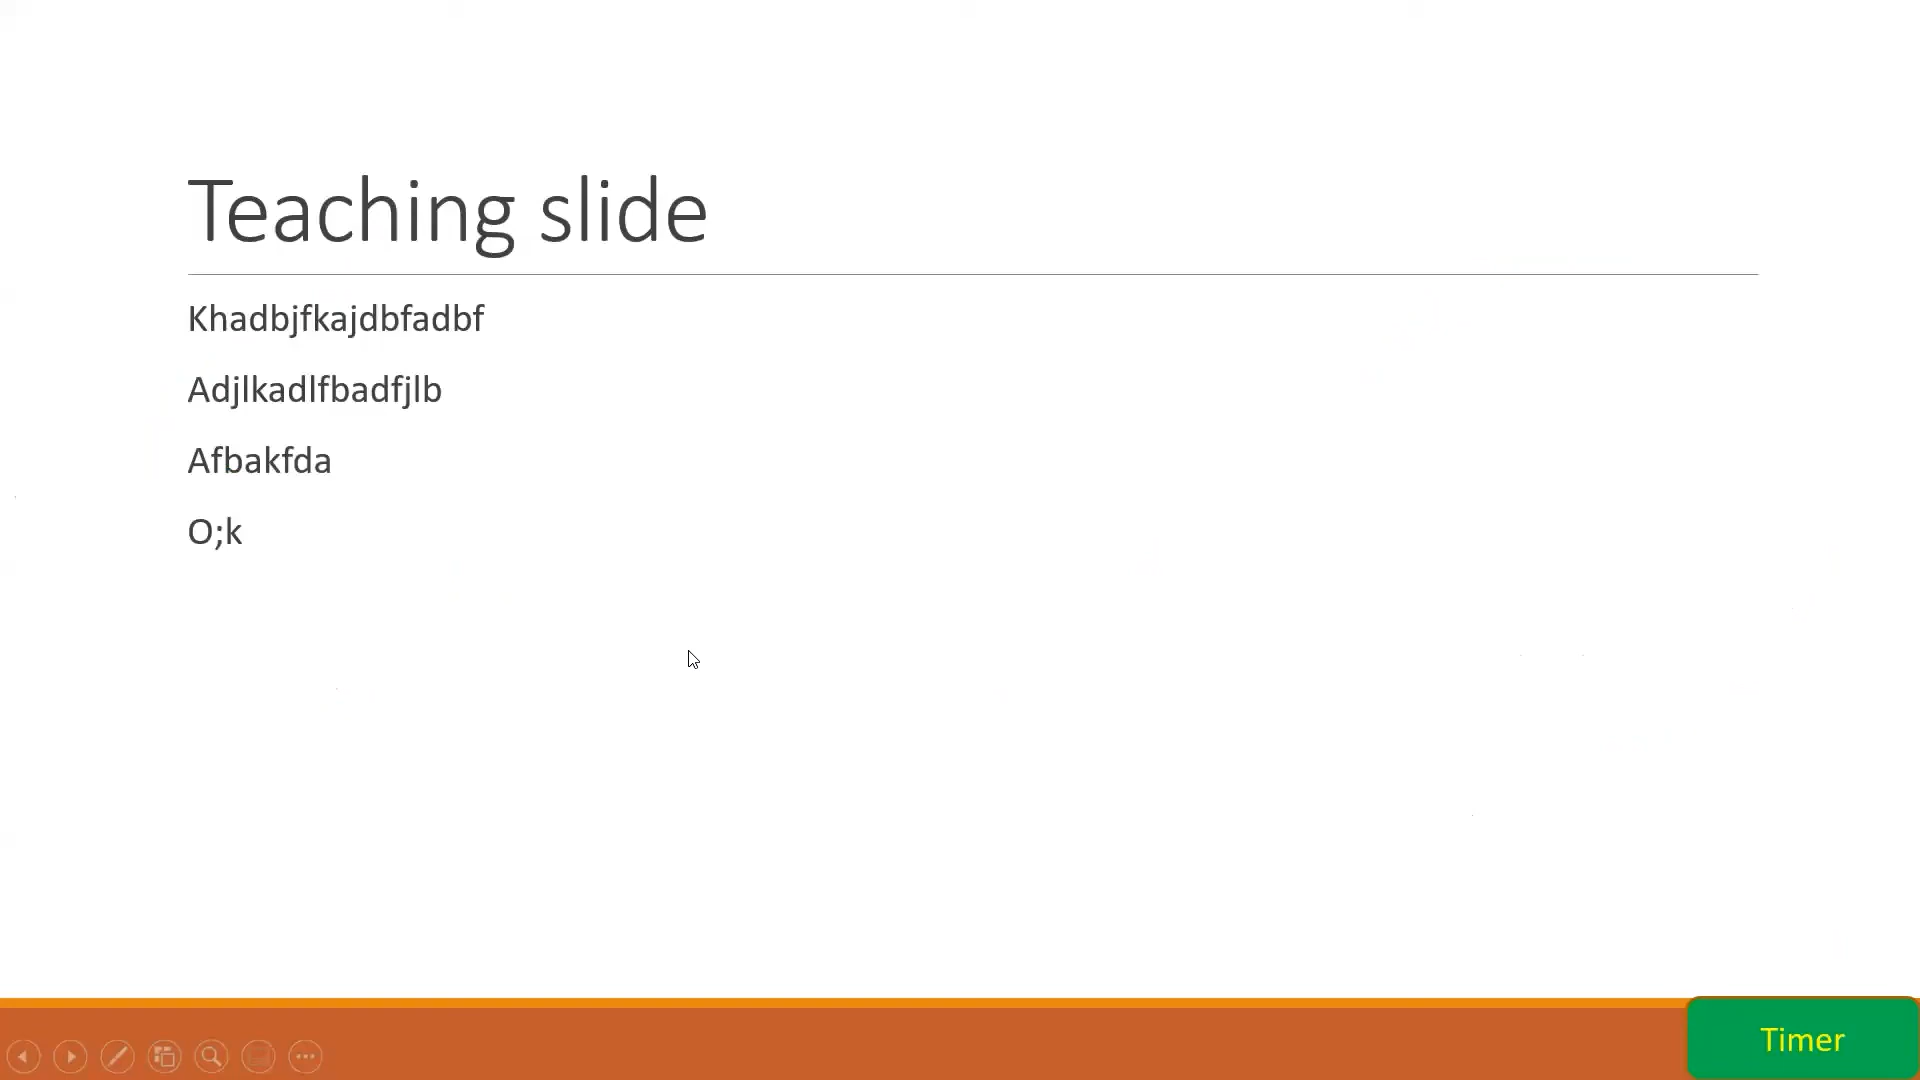 Teaching slide
Khadbjfkajdbfadbf
Adjlkadlfbadfjlb
Afbakfda
O;k
Timer